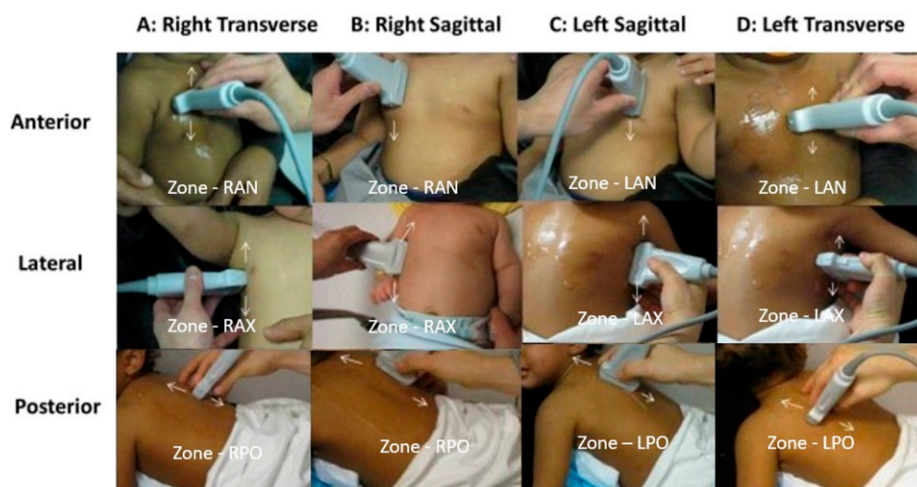 A: Right Transverse
B: Right Sagittal
C: Left Sagittal
D: Left Transverse
Anterior
Zone - RAN
Zone - RAN
Zone - LAN
Zone - LAN
Lateral
Zone - RAX
Zone - RAX
Zone - LAX
Zone - LAX
Posterior
Zone - RPO
Zone - RPO
Zone – LPO
Zone - LPO